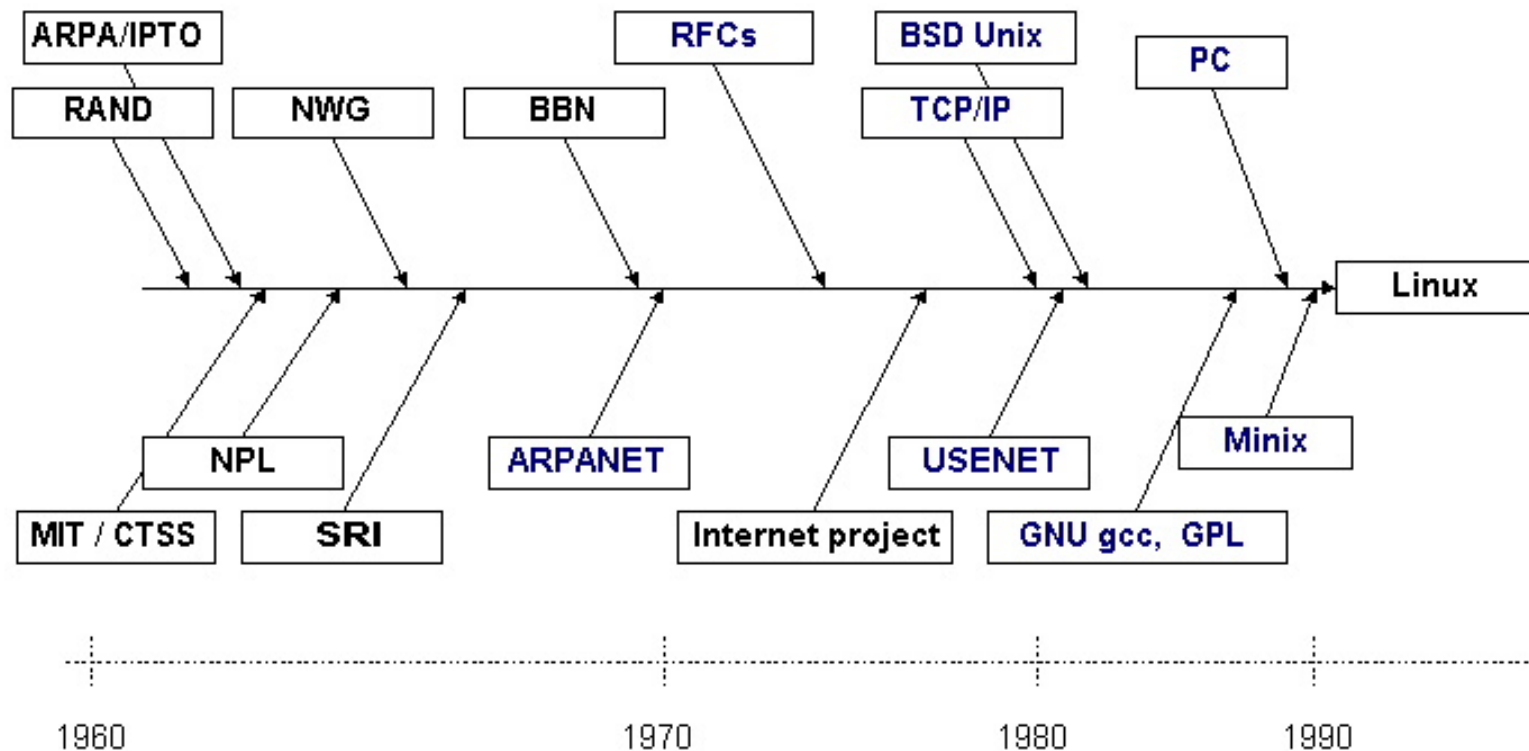 ARPA/IPTO
RFCs
BSD Unix
PC
RAND
NWG
BBN
TCP/IP
Linux
Minix
NPL
ARPANET
USENET
MIT / CTSS
SRI
Internet project
GNU gcc, GPL
1960
1970
1980
1990